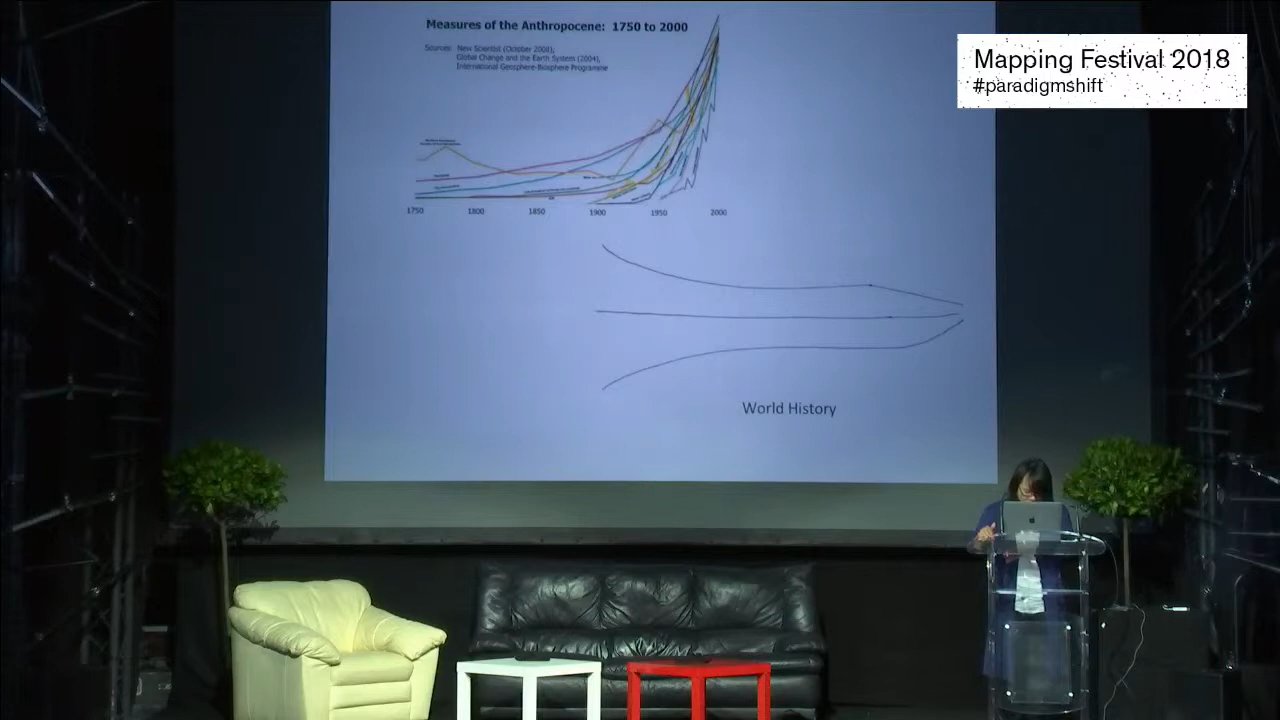 Measures of the Anthropocene: 1750 to 2000
Sources: New Scientist (October 2008);
Global Change and the Earth System (2004),
International Geosphere-Biosphere Programme
1750 1800 1850 1900 1950 2000
World History
Mapping Festival 2018
#paradigmshift